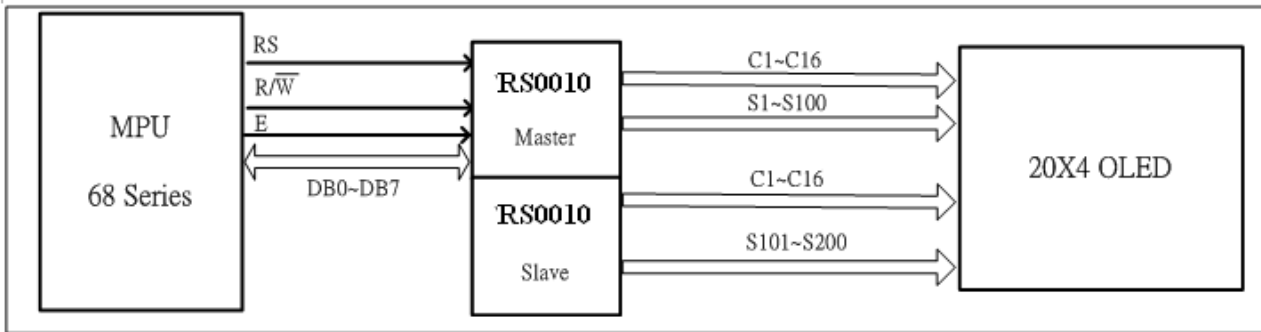 MPU
68 Series
RS
R/W̅
E
DB0~DB7
RS0010
Master
RS0010
Slave
C1~C16
S1~S100
C1~C16
S101~S200
20X4 OLED